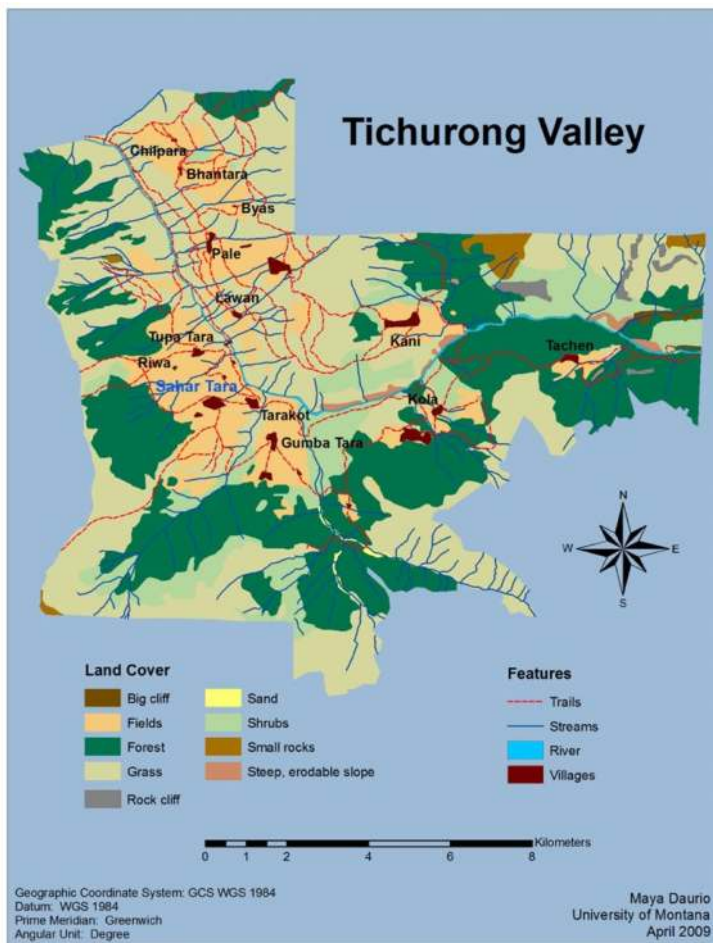 Tichurong Valley
Chilpara
Bhantara
Byas
Pale
Lawan
Tupa Tara
Kani
Riwa
Tachen
Sahar Tara
Tarakot
Kola
Gumba Tara
N
W E
S
Land Cover
Big cliff
Fields
Forest
Grass
Rock cliff
Sand
Shrubs
Small rocks
Steep, erodable slope
Features
Trails
Streams
River
Villages
Kilometers
0 1 2 4 6 8
Geographic Coordinate System: GCS WGS 1984
Datum: WGS 1984
Prime Meridian: Greenwich
Angular Unit: Degree
Maya Daurio
University of Montana
April 2009